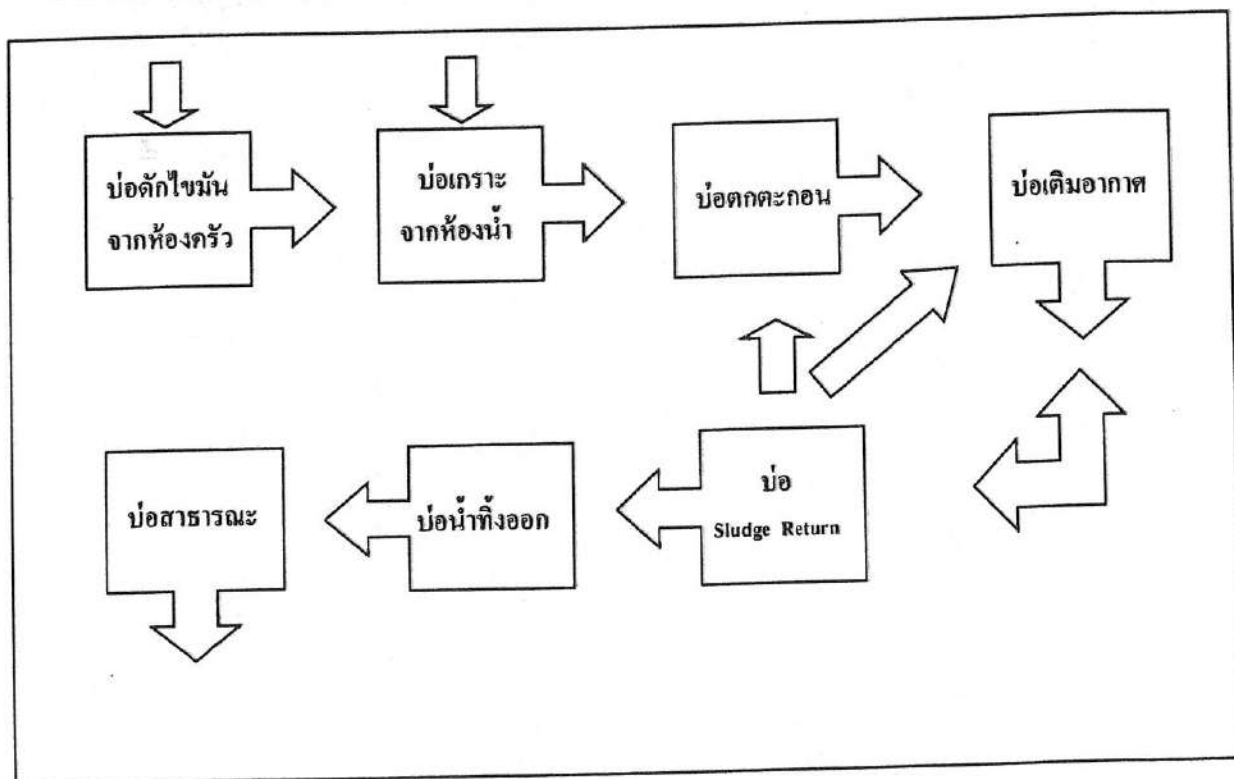 บ่อดักไขมัน
จากห้องครัว
บ่อเกราะ
จากห้องน้ำ
บ่อตกตะกอน
บ่อเติมอากาศ
บ่อสาธารณะ
บ่อน้ำทิ้งออก
บ่อ
Sludge Return